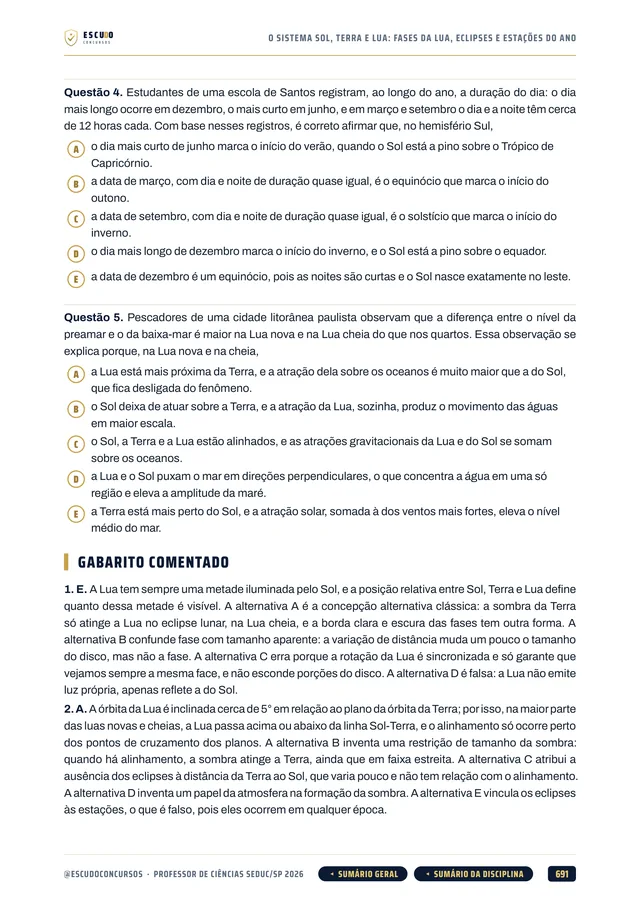 ESCUDO
CONCURSOS
O SISTEMA SOL, TERRA E LUA: FASES DA LUA, ECLIPSES E ESTAÇÕES DO ANO
Questão 4. Estudantes de uma escola de Santos registram, ao longo do ano, a duração do dia: o dia
mais longo ocorre em dezembro, o mais curto em junho, e em março e setembro o dia e a noite têm cerca
de 12 horas cada. Com base nesses registros, é correto afirmar que, no hemisfério Sul,
A o dia mais curto de junho marca o início do verão, quando o Sol está a pino sobre o Trópico de
Capricórnio.
B a data de março, com dia e noite de duração quase igual, é o equinócio que marca o início do
outono.
C a data de setembro, com dia e noite de duração quase igual, é o solstício que marca o início do
inverno.
D o dia mais longo de dezembro marca o início do inverno, e o Sol está a pino sobre o equador.
E a data de dezembro é um equinócio, pois as noites são curtas e o Sol nasce exatamente no leste.
Questão 5. Pescadores de uma cidade litorânea paulista observam que a diferença entre o nível da
preamar e o da baixa-mar é maior na Lua nova e na Lua cheia do que nos quartos. Essa observação se
explica porque, na Lua nova e na cheia,
A a Lua está mais próxima da Terra, e a atração dela sobre os oceanos é muito maior que a do Sol,
que fica desligada do fenômeno.
B o Sol deixa de atuar sobre a Terra, e a atração da Lua, sozinha, produz o movimento das águas
em maior escala.
C o Sol, a Terra e a Lua estão alinhados, e as atrações gravitacionais da Lua e do Sol se somam
sobre os oceanos.
D a Lua e o Sol puxam o mar em direções perpendiculares, o que concentra a água em uma só
região e eleva a amplitude da maré.
E a Terra está mais perto do Sol, e a atração solar, somada à dos ventos mais fortes, eleva o nível
médio do mar.
GABARITO COMENTADO
1. E. A Lua tem sempre uma metade iluminada pelo Sol, e a posição relativa entre Sol, Terra e Lua define
quanto dessa metade é visível. A alternativa A é a concepção alternativa clássica: a sombra da Terra
só atinge a Lua no eclipse lunar, na Lua cheia, e a borda clara e escura das fases tem outra forma. A
alternativa B confunde fase com tamanho aparente: a variação de distância muda um pouco o tamanho
do disco, mas não a fase. A alternativa C erra porque a rotação da Lua é sincronizada e só garante que
vejamos sempre a mesma face, e não esconde porções do disco. A alternativa D é falsa: a Lua não emite
luz própria, apenas reflete a do Sol.
2. A. A órbita da Lua é inclinada cerca de 5° em relação ao plano da órbita da Terra; por isso, na maior parte
das luas novas e cheias, a Lua passa acima ou abaixo da linha Sol-Terra, e o alinhamento só ocorre perto
dos pontos de cruzamento dos planos. A alternativa B inventa uma restrição de tamanho da sombra:
quando há alinhamento, a sombra atinge a Terra, ainda que em faixa estreita. A alternativa C atribui a
ausência dos eclipses à distância da Terra ao Sol, que varia pouco e não tem relação com o alinhamento.
A alternativa D inventa um papel da atmosfera na formação da sombra. A alternativa E vincula os eclipses
às estações, o que é falso, pois eles ocorrem em qualquer época.
@ESCUDOCONCURSOS · PROFESSOR DE CIÊNCIAS SEDUC/SP 2026
SUMÁRIO GERAL
SUMÁRIO DA DISCIPLINA
691